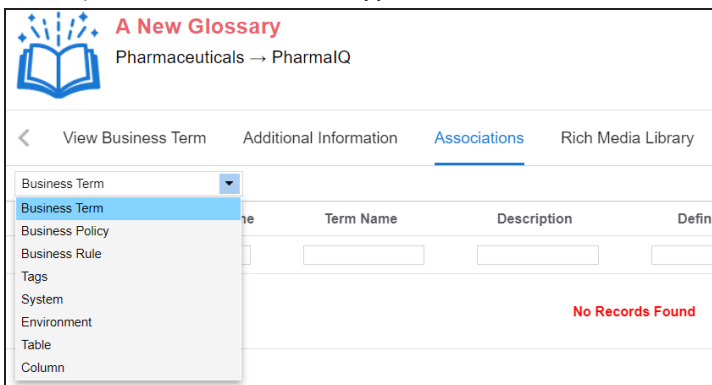 A New Glossary
Pharmaceuticals → PharmaIQ
View Business Term Additional Information Associations Rich Media Library
Business Term
Business Term
Business Policy
Business Rule
Tags
System
Environment
Table
Column
Term Name Description
No Records Found